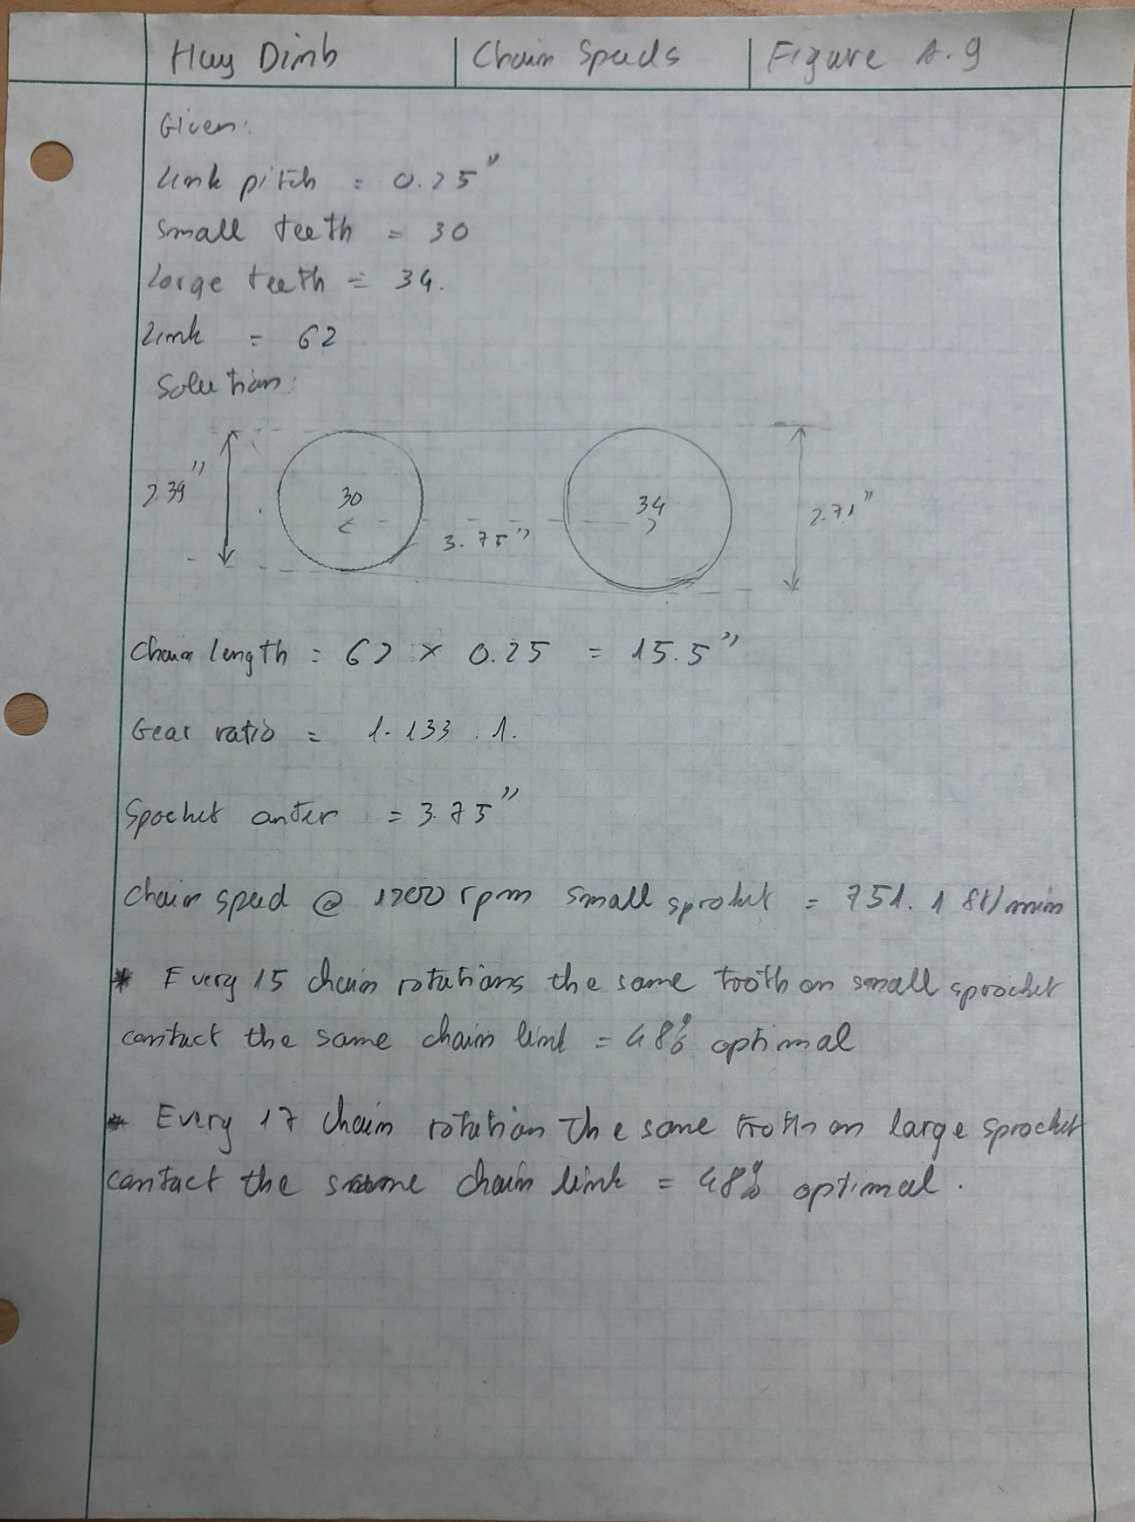 Huy Dinh | Chain Speeds | Figure A.9
Given:
Link pitch = 0.25"
Small teeth = 30
Large teeth = 34.
Link = 62
Solution:
2.39"
30
34
3.75"
2.71"
Chain length = 62 x 0.25 = 15.5"
Gear ratio = 1.133 : 1.
Sprocket center = 3.75"
Chain speed @ 1200 rpm small sprocket = 751.1 ft/min
* Every 15 chain rotations the same tooth on small sprocket
contact the same chain link = 48% optimal
* Every 17 chain rotation the same tooth on large sprocket
contact the same chain link = 48% optimal.